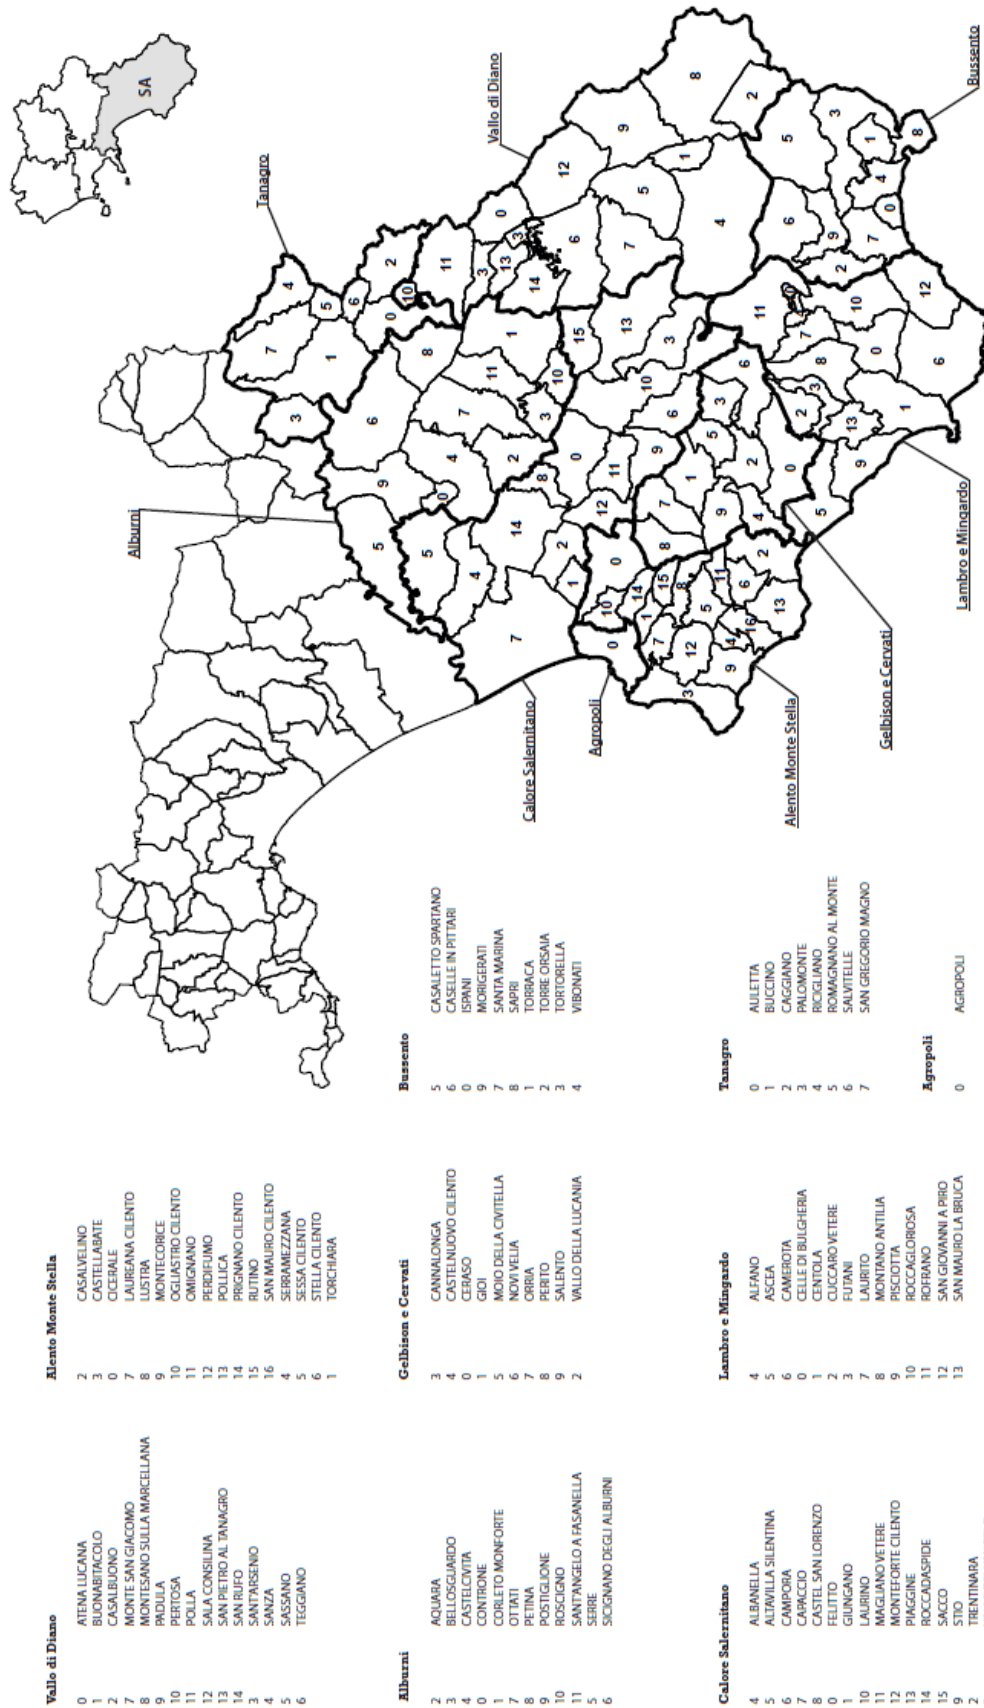 SA
Tanagro
Vallo di Diano
Bussento
Alburni
Calore Salernitano
Agropoli
Alento Monte Stella
Gelbison e Cervati
Lambro e Mingardo
Vallo di Diano
0 ATENA LUCANA
1 BUONABITACOLO
2 CASALBUONO
7 MONTE SAN GIACOMO
8 MONTESANO SULLA MARCELLANA
9 PADULA
10 PERTOSA
11 POLLA
12 SALA CONSILINA
13 SAN PIETRO AL TANAGRO
14 SAN RUFO
3 SANT'ARSENIO
4 SANZA
5 SASSANO
6 TEGGIANO
Alento Monte Stella
2 CASALVELINO
3 CASTELLABATE
0 CICERALE
7 LAUREANA CILENTO
8 LUSTRA
9 MONTECORICE
10 OGLIASTRO CILENTO
11 OMIGNANO
12 PERDIFUMO
13 POLLICA
14 PRIGNANO CILENTO
15 RUTINO
16 SAN MAURO CILENTO
4 SERRAMEZZANA
5 SESSA CILENTO
6 STELLA CILENTO
1 TORCHIARA
Alburni
2 AQUARA
3 BELLOSGUARDO
4 CASTELCIVITA
0 CONTRONE
1 CORLETO MONFORTE
7 OTTATI
8 PETINA
9 POSTIGLIONE
10 ROSCIGNO
11 SANT'ANGELO A FASANELLA
5 SERRE
6 SICIGNANO DEGLI ALBURNI
Gelbison e Cervati
3 CANNALONGA
4 CASTELNUOVO CILENTO
0 CERASO
1 GIOI
5 MOIO DELLA CIVITELLA
6 NOVI VELIA
7 ORRIA
8 PERITO
9 SALENTO
2 VALLO DELLA LUCANIA
Bussento
5 CASALETTO SPARTANO
6 CASELLE IN PITTARI
0 ISPANI
9 MORIGERATI
7 SANTA MARINA
8 SAPRI
1 TORRACA
2 TORRE ORSAIA
3 TORTORELLA
4 VIBONATI
Calore Salernitano
4 ALBANELLA
5 ALTAVILLA SILENTINA
6 CAMPORA
7 CAPACCIO
8 CASTEL SAN LORENZO
0 FELITTO
1 GIUNGANO
10 LAURINO
11 MAGLIANO VETERE
12 MONTEFORTE CILENTO
13 PIAGGINE
14 ROCCADASPIDE
15 SACCO
9 STIO
2 TRENTINARA
Lambro e Mingardo
4 ALFANO
5 ASCEA
6 CAMEROTA
0 CELLE DI BULGHERIA
1 CENTOLA
2 CUCCARO VETERE
3 FUTANI
7 LAURITO
8 MONTANO ANTILIA
9 PISCIOTTA
10 ROCCAGLORIOSA
11 ROFRANO
12 SAN GIOVANNI A PIRO
13 SAN MAURO LA BRUCA
Tanagro
0 AULETTA
1 BUCCINO
2 CAGGIANO
3 PALOMONTE
4 RICIGLIANO
5 ROMAGNANO AL MONTE
6 SALVITELLE
7 SAN GREGORIO MAGNO
Agropoli
0 AGROPOLI